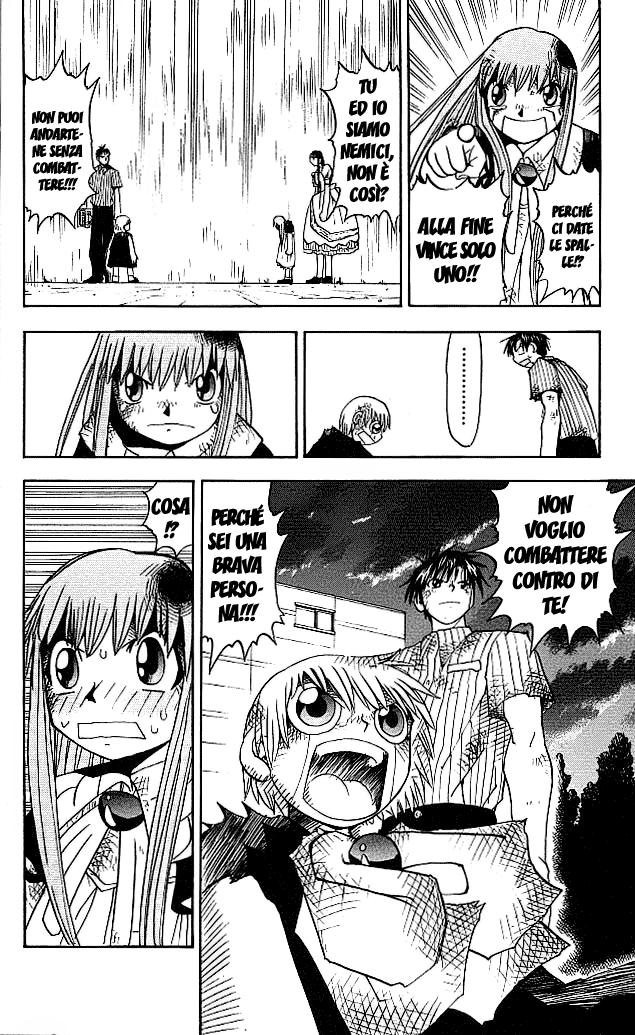 PERCHÉ
CI DATE
LE SPAL-
LE!?
ALLA FINE
VINCE SOLO
UNO!!
TU
ED IO
SIAMO
NEMICI,
NON È
COSÌ?
NON PUOI
ANDARTE-
NE SENZA
COMBAT-
TERE!!!
..........
NON
VOGLIO
COMBATTERE
CONTRO DI
TE!
PERCHÉ
SEI UNA
BRAVA
PERSO-
NA!!!
COSA
!?